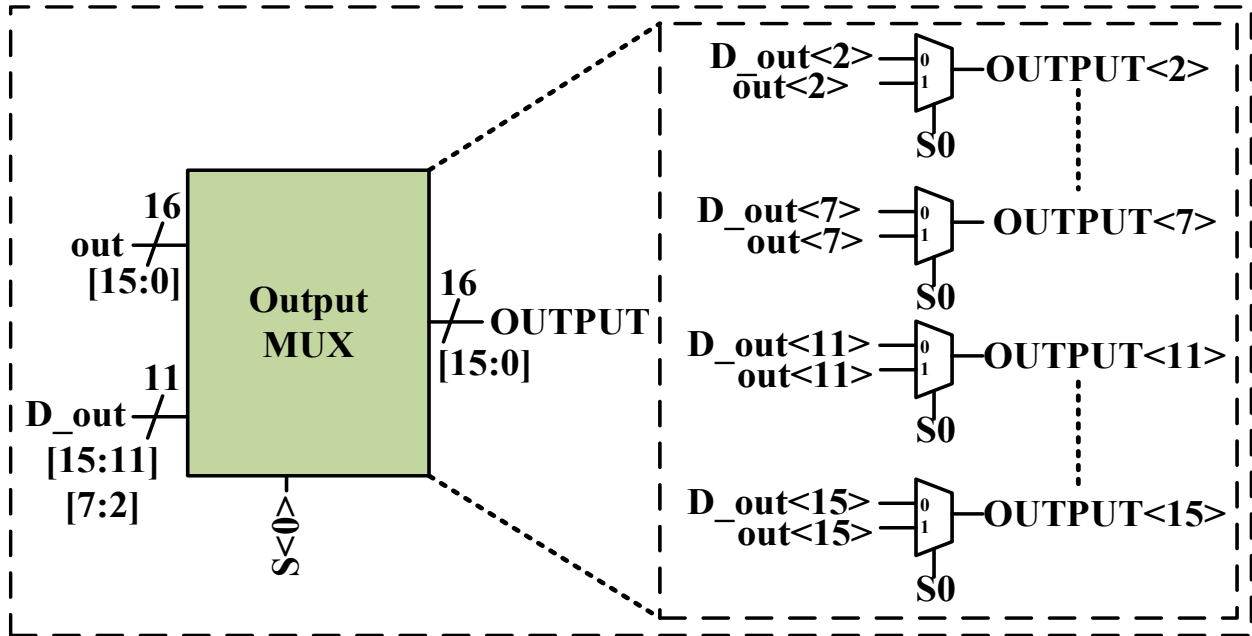 16
out
[15:0]
11
D_out
[15:11]
[7:2]
Output
MUX
S<0>
16
OUTPUT
[15:0]
D_out<2>
out<2>
0
1
S0
OUTPUT<2>
D_out<7>
out<7>
0
1
S0
OUTPUT<7>
D_out<11>
out<11>
0
1
S0
OUTPUT<11>
D_out<15>
out<15>
0
1
S0
OUTPUT<15>